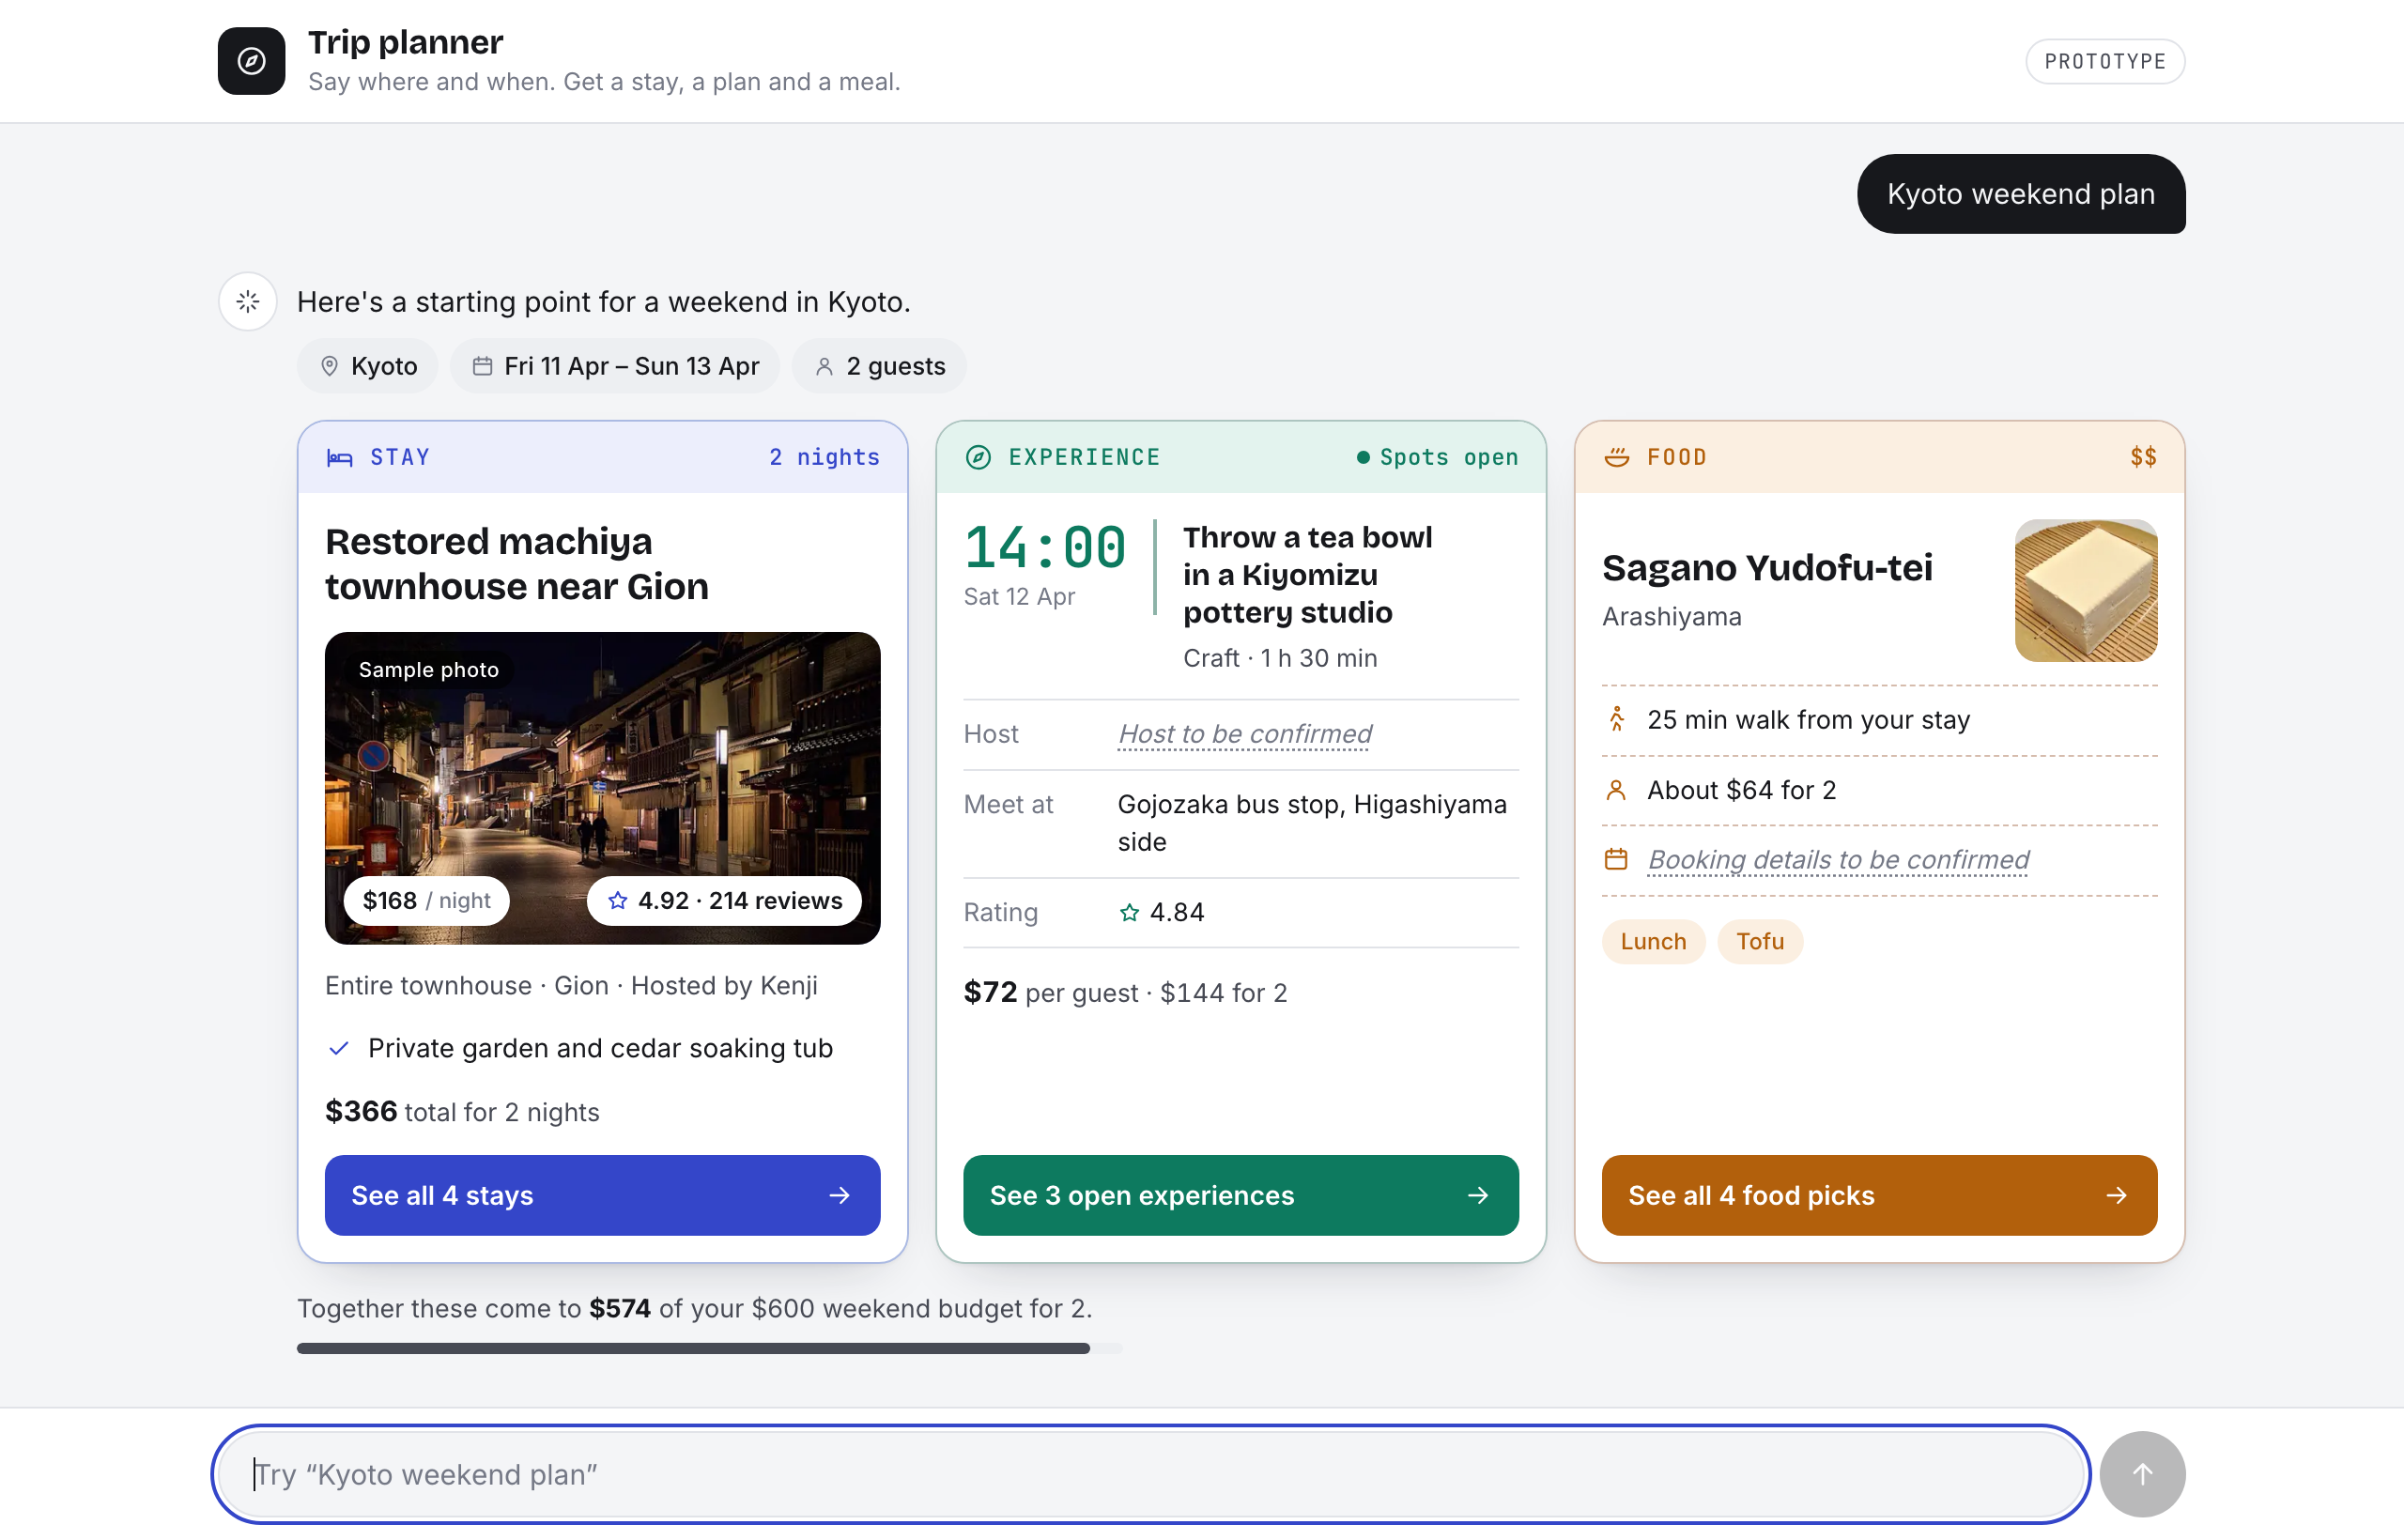 Trip planner
Say where and when. Get a stay, a plan and a meal.
PROTOTYPE
Kyoto weekend plan
Here's a starting point for a weekend in Kyoto.
Kyoto
Fri 11 Apr – Sun 13 Apr
2 guests
STAY
2 nights
Restored machiya
townhouse near Gion
Sample photo
$168 / night
4.92 · 214 reviews
Entire townhouse · Gion · Hosted by Kenji
Private garden and cedar soaking tub
$366 total for 2 nights
See all 4 stays
EXPERIENCE
Spots open
14:00
Sat 12 Apr
Throw a tea bowl
in a Kiyomizu
pottery studio
Craft · 1 h 30 min
Host
Host to be confirmed
Meet at
Gojozaka bus stop, Higashiyama
side
Rating
4.84
$72 per guest · $144 for 2
See 3 open experiences
FOOD
$$
Sagano Yudofu-tei
Arashiyama
25 min walk from your stay
About $64 for 2
Booking details to be confirmed
Lunch
Tofu
See all 4 food picks
Together these come to $574 of your $600 weekend budget for 2.
Try “Kyoto weekend plan”